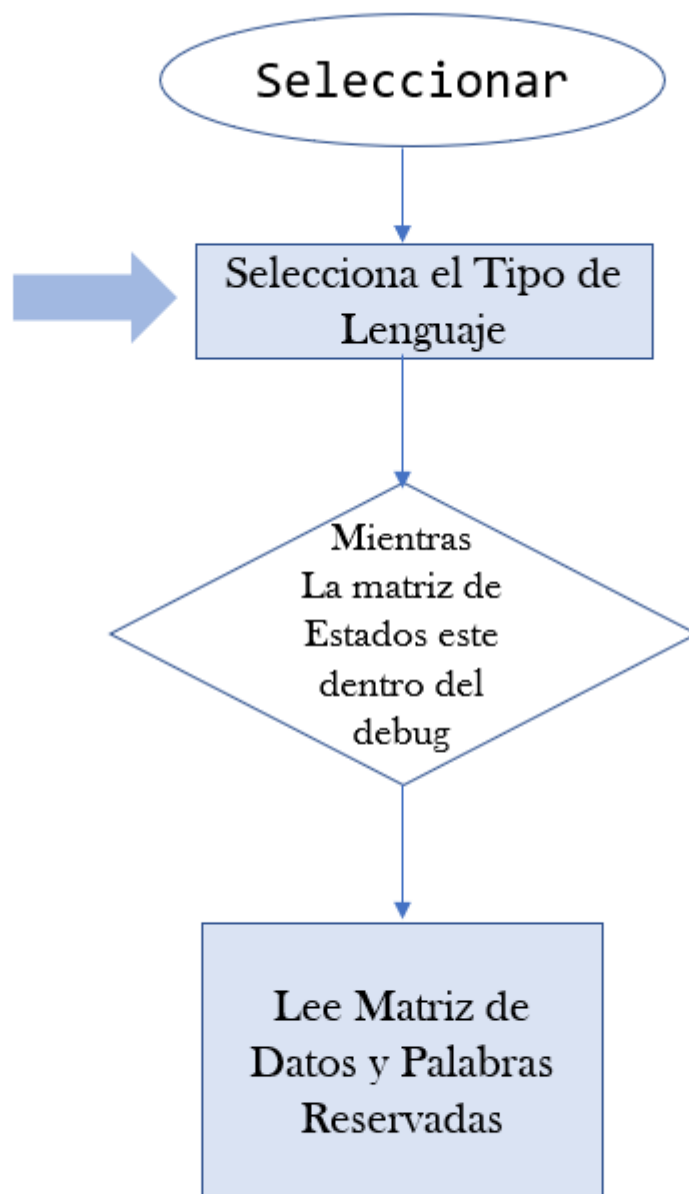 Seleccionar
Selecciona el Tipo de
Lenguaje
Mientras
La matriz de
Estados este
dentro del
debug
Lee Matriz de
Datos y Palabras
Reservadas